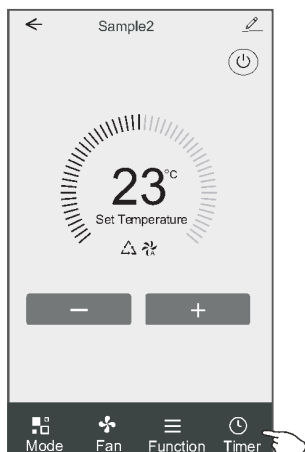 Sample2
23°C
Set Temperature
A
− +
Mode Fan Function Timer